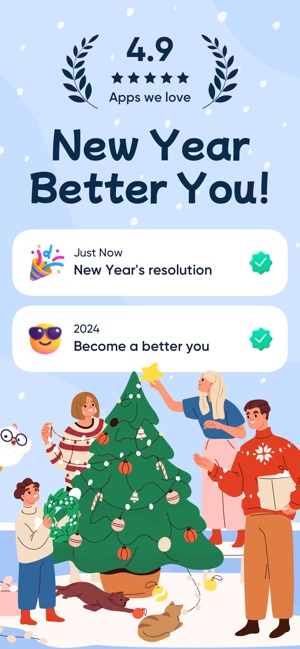 4.9
Apps we love
New Year
Better You!
Just Now
New Year's resolution
2024
Become a better you